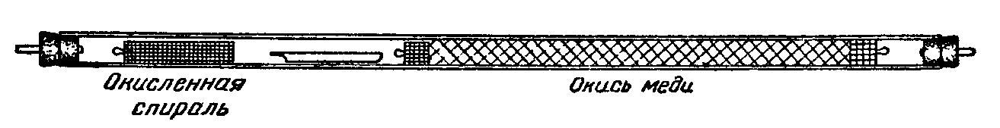 Окисленная
спираль
Окись меди